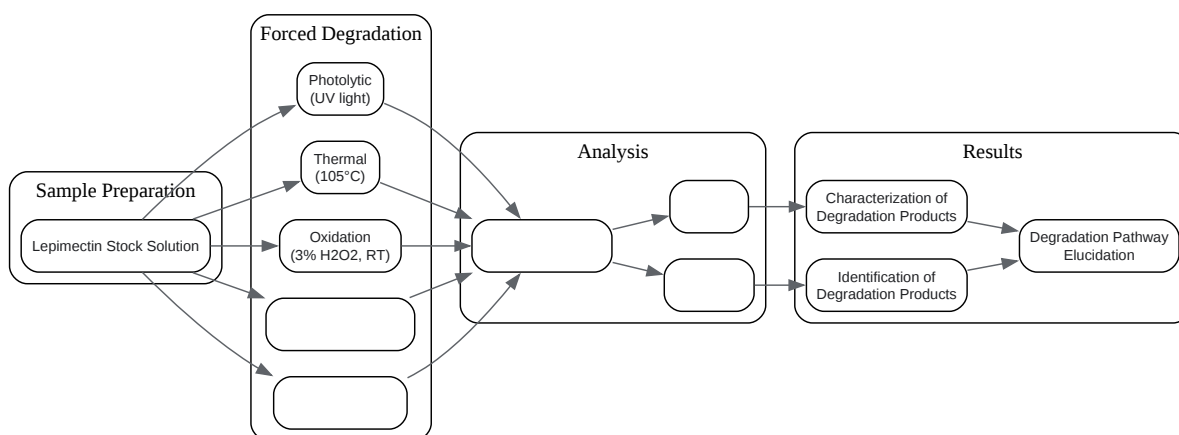 Sample Preparation
Lepimectin Stock Solution
Forced Degradation
Photolytic
(UV light)
Thermal
(105°C)
Oxidation
(3% H2O2, RT)
Analysis
Results
Characterization of
Degradation Products
Identification of
Degradation Products
Degradation Pathway
Elucidation